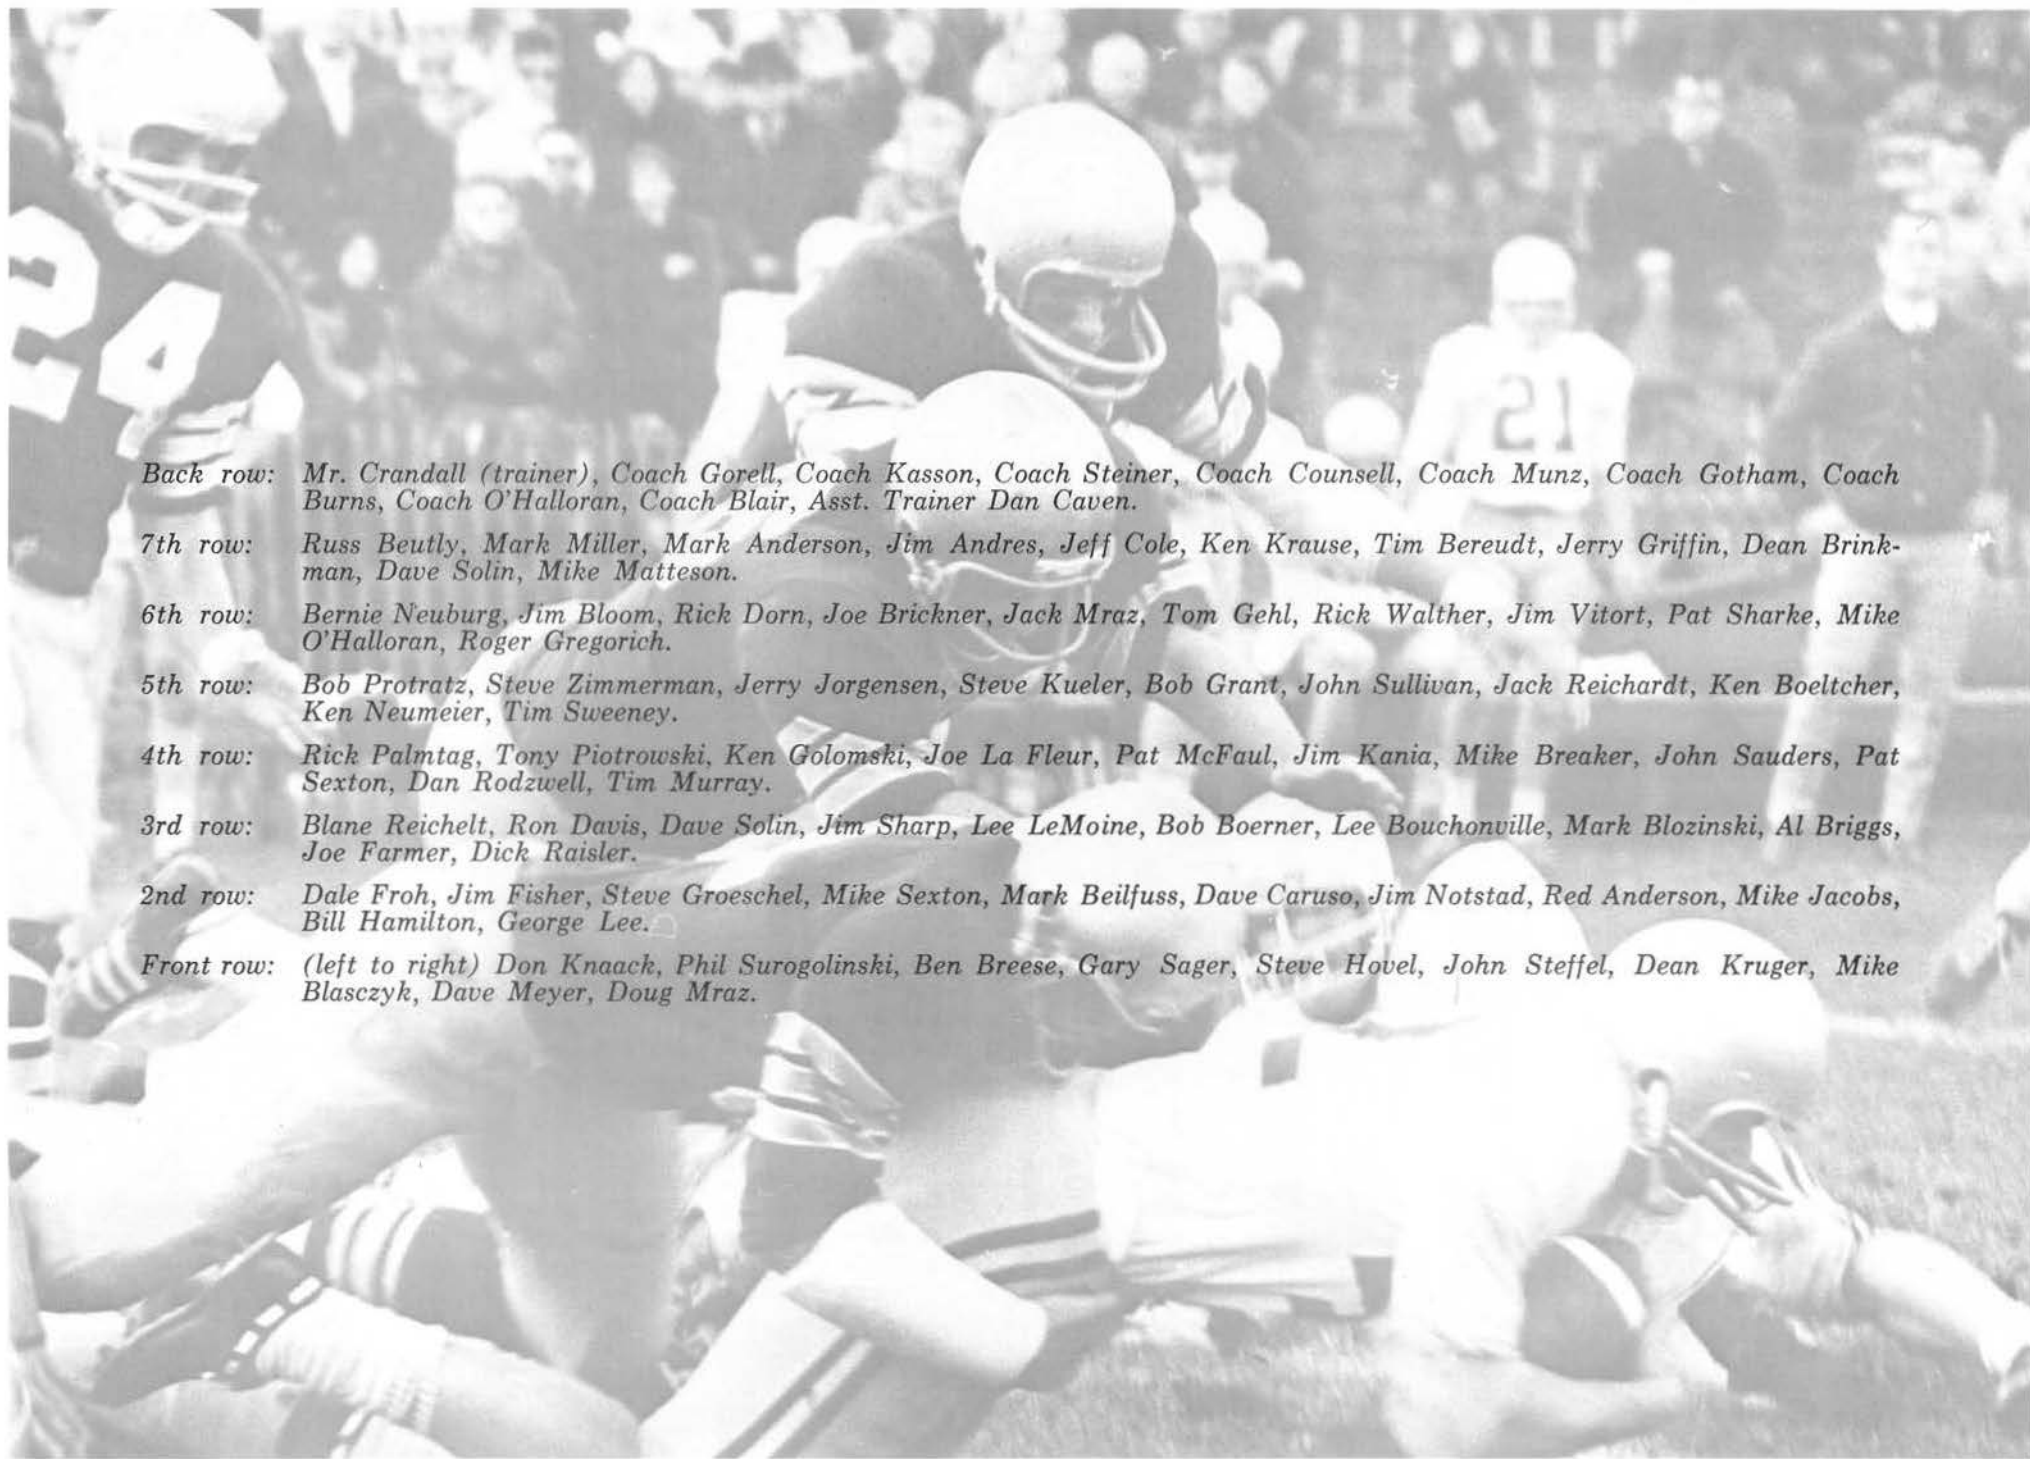 24
21
Back row: Mr. Crandall (trainer), Coach Gorell, Coach Kasson, Coach Steiner, Coach Counsell, Coach Munz, Coach Gotham, Coach
Burns, Coach O'Halloran, Coach Blair, Asst. Trainer Dan Caven.
7th row: Russ Beutly, Mark Miller, Mark Anderson, Jim Andres, Jeff Cole, Ken Krause, Tim Bereudt, Jerry Griffin, Dean Brink-
man, Dave Solin, Mike Matteson.
6th row: Bernie Neuburg, Jim Bloom, Rick Dorn, Joe Brickner, Jack Mraz, Tom Gehl, Rick Walther, Jim Vitort, Pat Sharke, Mike
O'Halloran, Roger Gregorich.
5th row: Bob Protratz, Steve Zimmerman, Jerry Jorgensen, Steve Kueler, Bob Grant, John Sullivan, Jack Reichardt, Ken Boeltcher,
Ken Neumeier, Tim Sweeney.
4th row: Rick Palmtag, Tony Piotrowski, Ken Golomski, Joe La Fleur, Pat McFaul, Jim Kania, Mike Breaker, John Sauders, Pat
Sexton, Dan Rodzwell, Tim Murray.
3rd row: Blane Reichelt, Ron Davis, Dave Solin, Jim Sharp, Lee LeMoine, Bob Boerner, Lee Bouchonville, Mark Blozinski, Al Briggs,
Joe Farmer, Dick Raisler.
2nd row: Dale Froh, Jim Fisher, Steve Groeschel, Mike Sexton, Mark Beilfuss, Dave Caruso, Jim Notstad, Red Anderson, Mike Jacobs,
Bill Hamilton, George Lee.
Front row: (left to right) Don Knaack, Phil Surogolinski, Ben Breese, Gary Sager, Steve Hovel, John Steffel, Dean Kruger, Mike
Blasczyk, Dave Meyer, Doug Mraz.